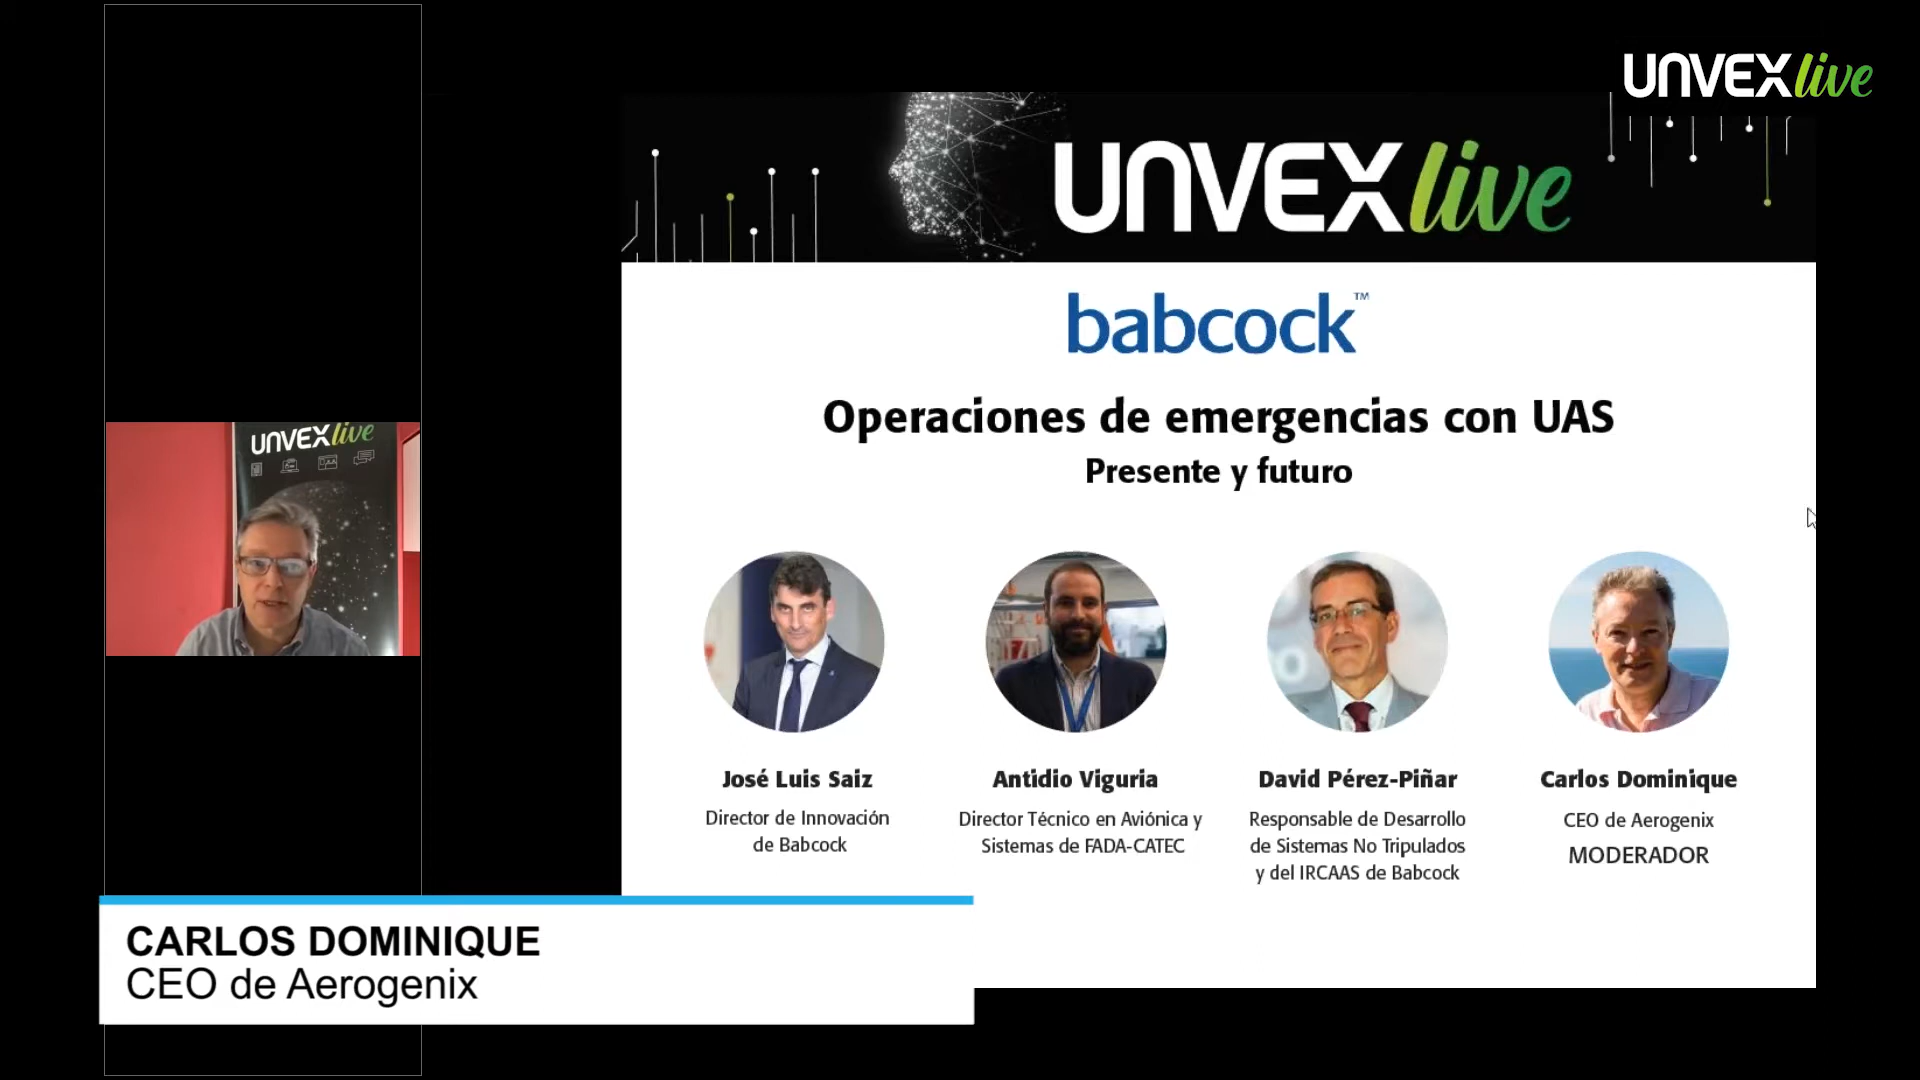 UNVEXlive
UNVEXlive
UNVEXlive
babcock™
Operaciones de emergencias con UAS
Presente y futuro
José Luis Saiz
Director de Innovación
de Babcock
Antidio Viguria
Director Técnico en Aviónica y
Sistemas de FADA-CATEC
David Pérez-Piñar
Responsable de Desarrollo
de Sistemas No Tripulados
y del IRCAAS de Babcock
Carlos Dominique
CEO de Aerogenix
MODERADOR
CARLOS DOMINIQUE
CEO de Aerogenix